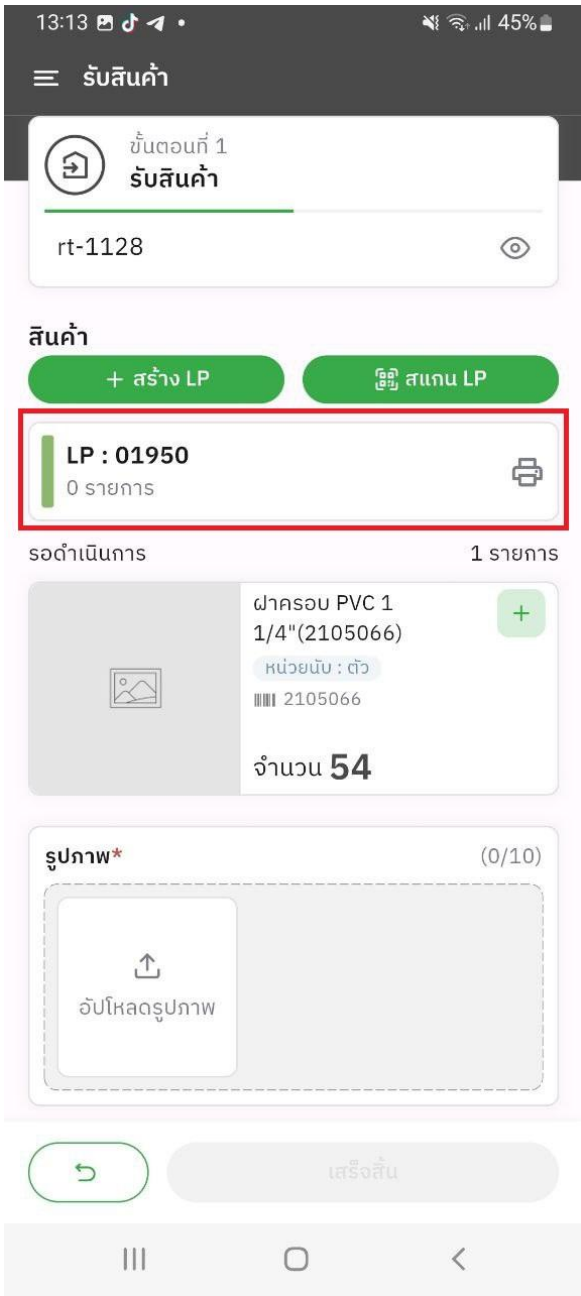 13:13 45%
รับสินค้า
ขั้นตอนที่ 1
รับสินค้า
rt-1128
สินค้า
+ สร้าง LP
สแกน LP
LP : 01950
0 รายการ
รอดำเนินการ 1 รายการ
ฝาครอบ PVC 1
1/4"(2105066)
หน่วยนับ : ตัว
2105066
จำนวน 54
รูปภาพ* (0/10)
อัปโหลดรูปภาพ
เสร็จสิ้น